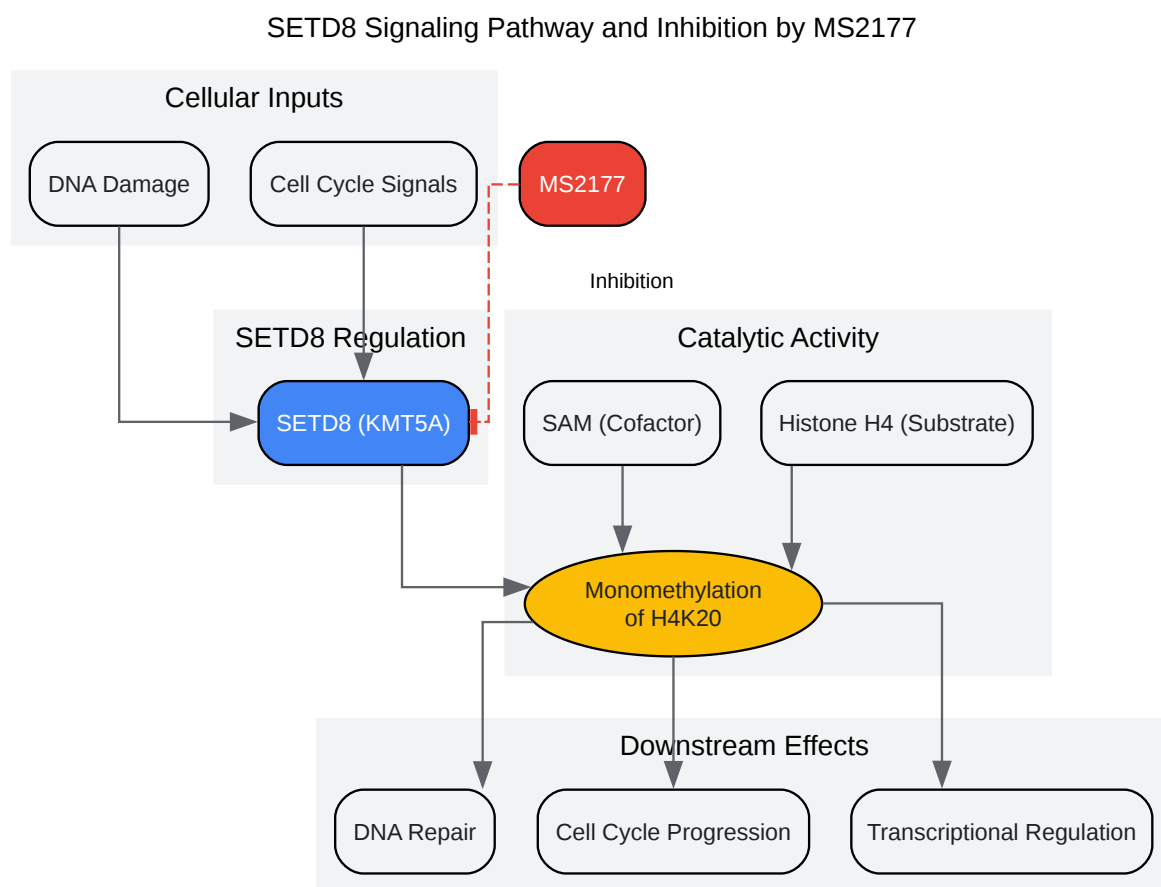 SETD8 Signaling Pathway and Inhibition by MS2177
Cellular Inputs
DNA Damage
Cell Cycle Signals
MS2177
Inhibition
SETD8 Regulation
Catalytic Activity
SETD8 (KMT5A)
SAM (Cofactor)
Histone H4 (Substrate)
Monomethylation
of H4K20
Downstream Effects
DNA Repair
Cell Cycle Progression
Transcriptional Regulation